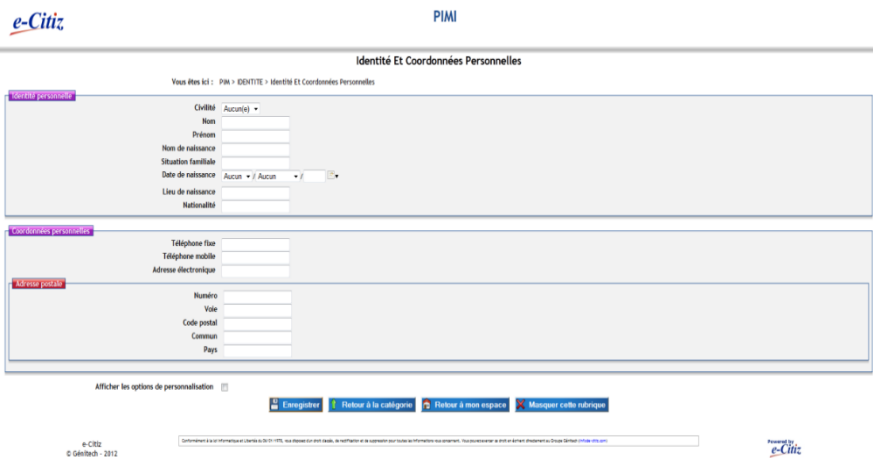 e-Citiz
PIMI
Identité Et Coordonnées Personnelles
Vous êtes ici : PIM > IDENTITE > Identité Et Coordonnées Personnelles
Identité personnelle
Civilité Aucun(e)
Nom
Prénom
Nom de naissance
Situation familiale
Date de naissance Aucun / Aucun /
Lieu de naissance
Nationalité
Coordonnées personnelles
Téléphone fixe
Téléphone mobile
Adresse électronique
Adresse postale
Numéro
Voie
Code postal
Commun
Pays
Afficher les options de personnalisation
Enregistrer Retour à la catégorie Retour à mon espace Masquer cette rubrique
e-Citiz
© Génitech - 2012
Powered by
e-Citiz